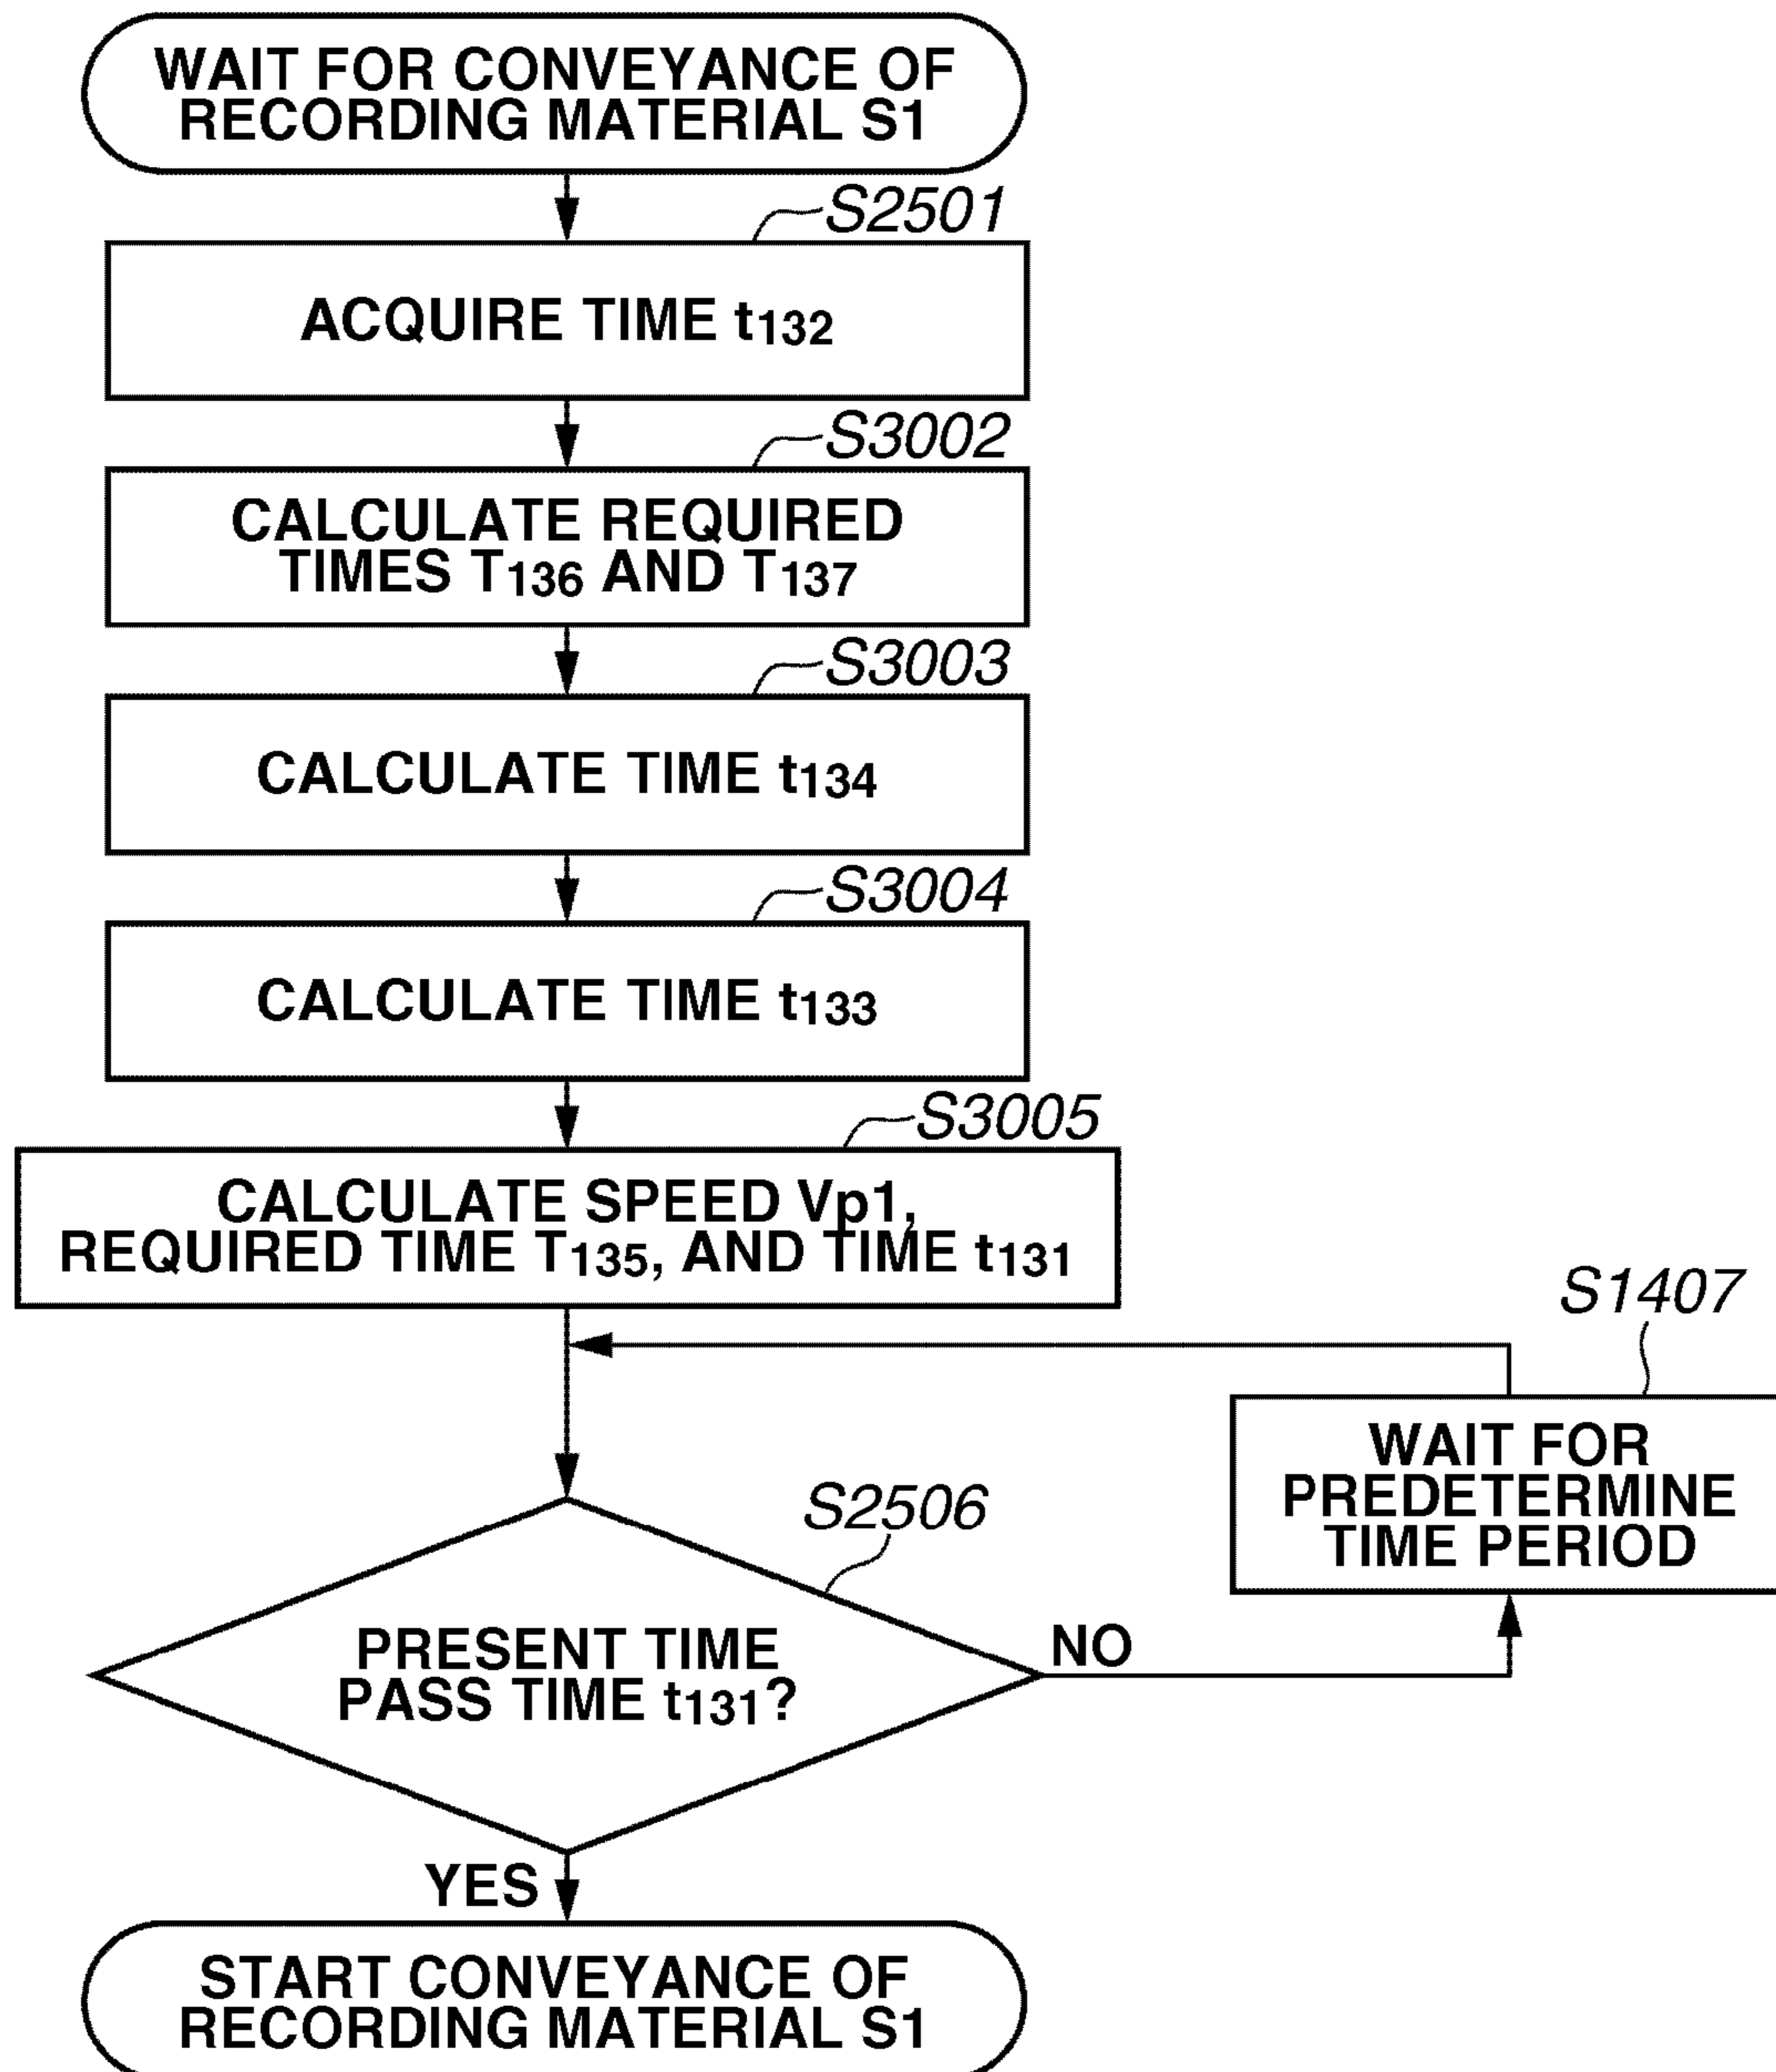 WAIT FOR CONVEYANCE OF
RECORDING MATERIAL S1
S2501
ACQUIRE TIME t132
S3002
CALCULATE REQUIRED
TIMES T136 AND T137
S3003
CALCULATE TIME t134
S3004
CALCULATE TIME t133
S3005
CALCULATE SPEED Vp1,
REQUIRED TIME T135, AND TIME t131
S1407
WAIT FOR
PREDETERMINE
TIME PERIOD
S2506
PRESENT TIME
PASS TIME t131?
NO
YES
START CONVEYANCE OF
RECORDING MATERIAL S1